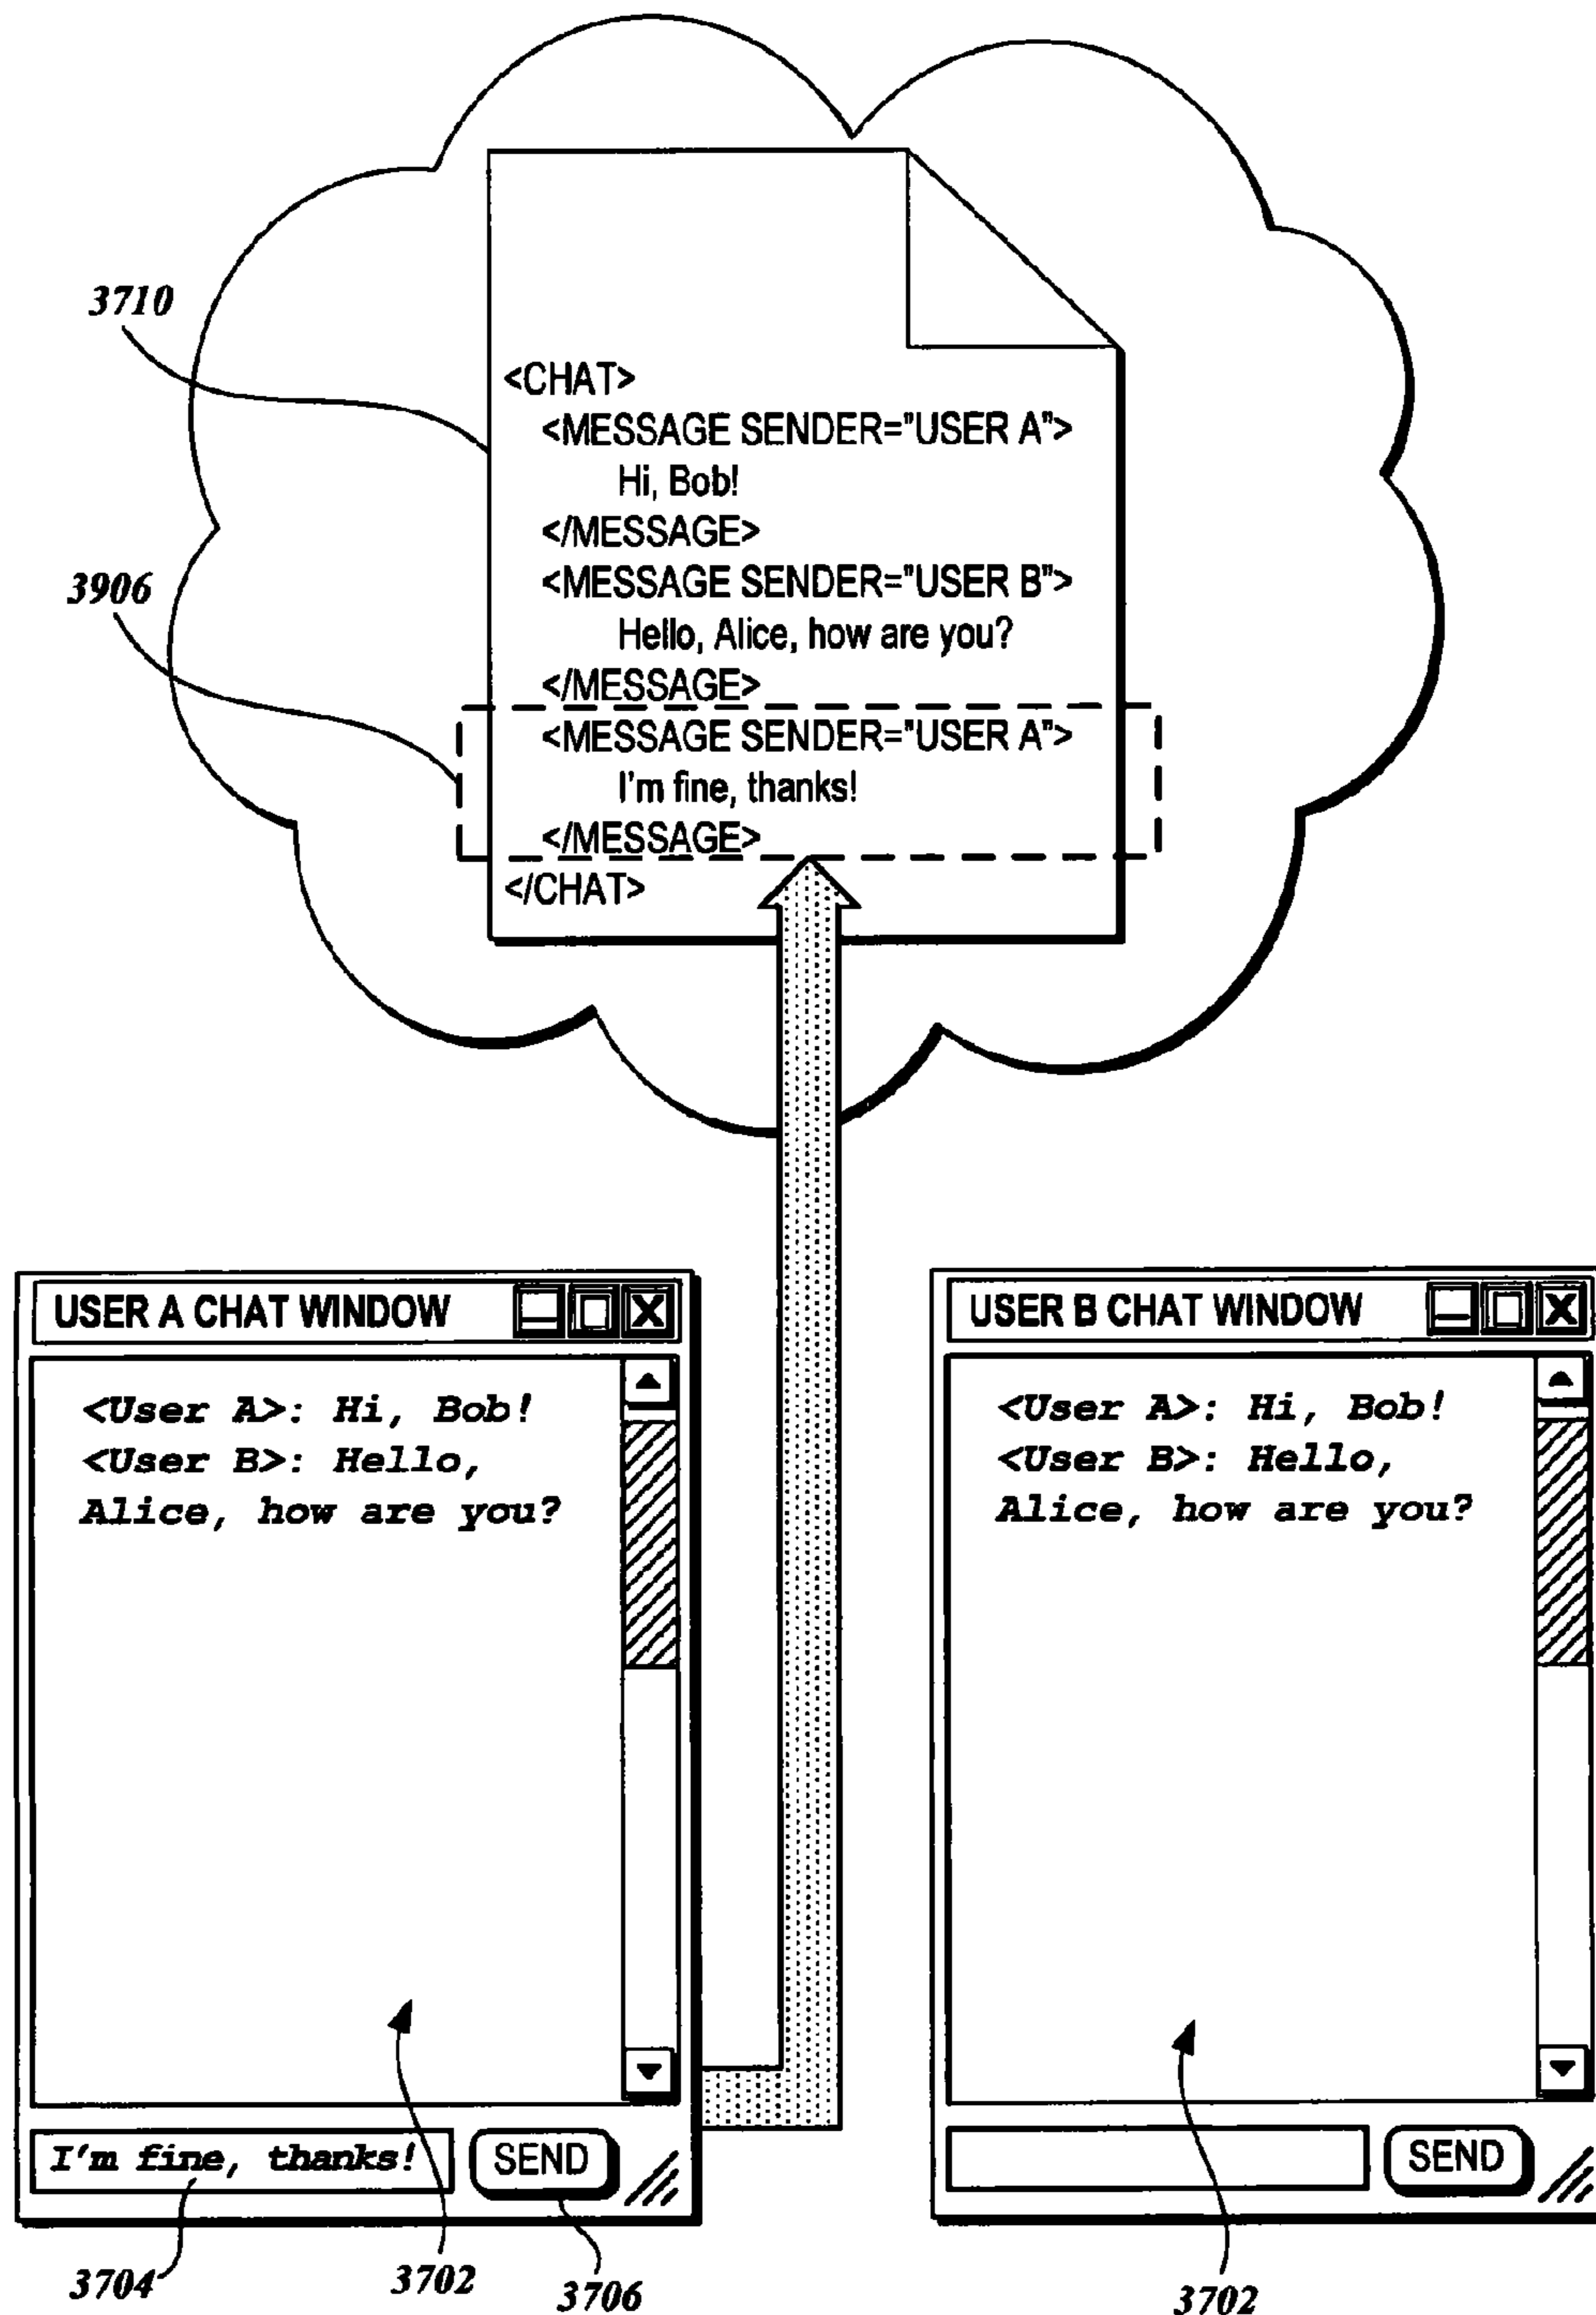 3710
<CHAT>
<MESSAGE SENDER="USER A">
Hi, Bob!
</MESSAGE>
3906
<MESSAGE SENDER="USER B">
Hello, Alice, how are you?
</MESSAGE>
<MESSAGE SENDER="USER A">
I'm fine, thanks!
</MESSAGE>
</CHAT>
USER A CHAT WINDOW
<User A>: Hi, Bob!
<User B>: Hello,
Alice, how are you?
I'm fine, thanks!
SEND
3704
3702
3706
USER B CHAT WINDOW
<User A>: Hi, Bob!
<User B>: Hello,
Alice, how are you?
SEND
3702